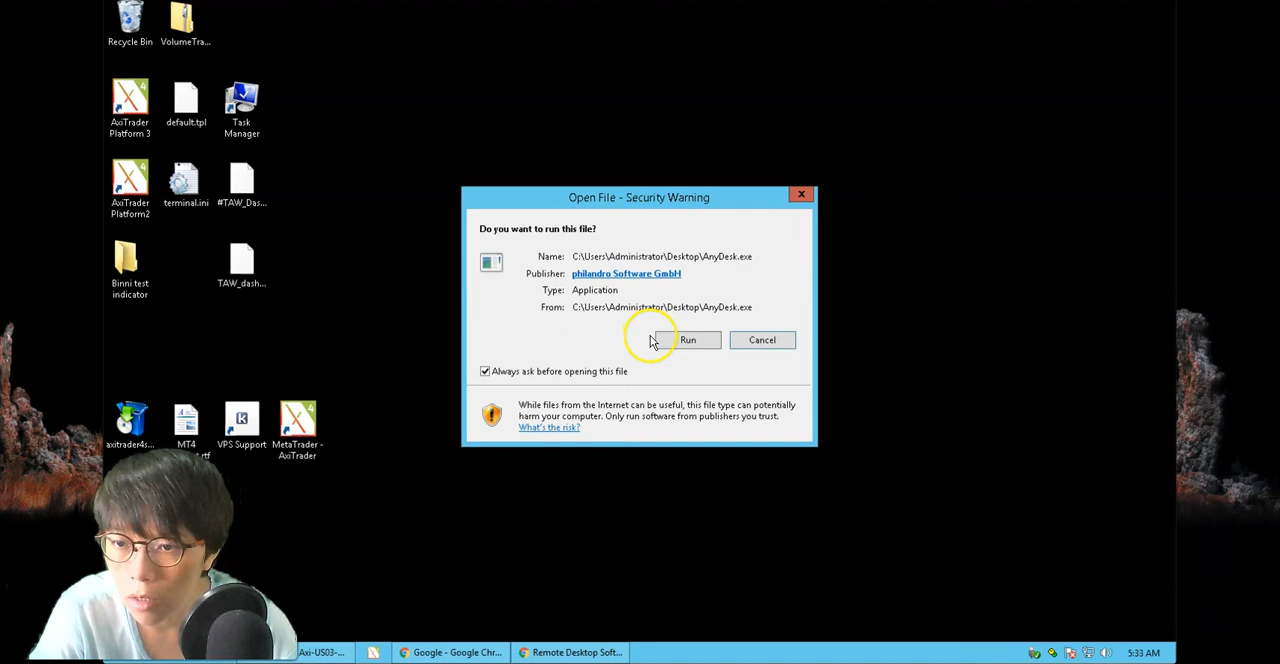 Recycle Bin
VolumeTra...
AxiTrader
Platform 3
default.tpl
Task
Manager
AxiTrader
Platform2
terminal.ini
#TAW_Das...
Binni test
indicator
TAW_dash...
Open File - Security Warning
x
Do you want to run this file?
Name: C:\Users\Administrator\Desktop\AnyDesk.exe
Publisher: philandro Software GmbH
Type: Application
From: C:\Users\Administrator\Desktop\AnyDesk.exe
Run
Cancel
Always ask before opening this file
While files from the Internet can be useful, this file type can potentially
harm your computer. Only run software from publishers you trust.
What's the risk?
axitrader4s...
MT4
.rtf
VPS Support
MetaTrader -
AxiTrader
Axi-US03-...
Google - Google Chr...
Remote Desktop Soft...
5:33 AM